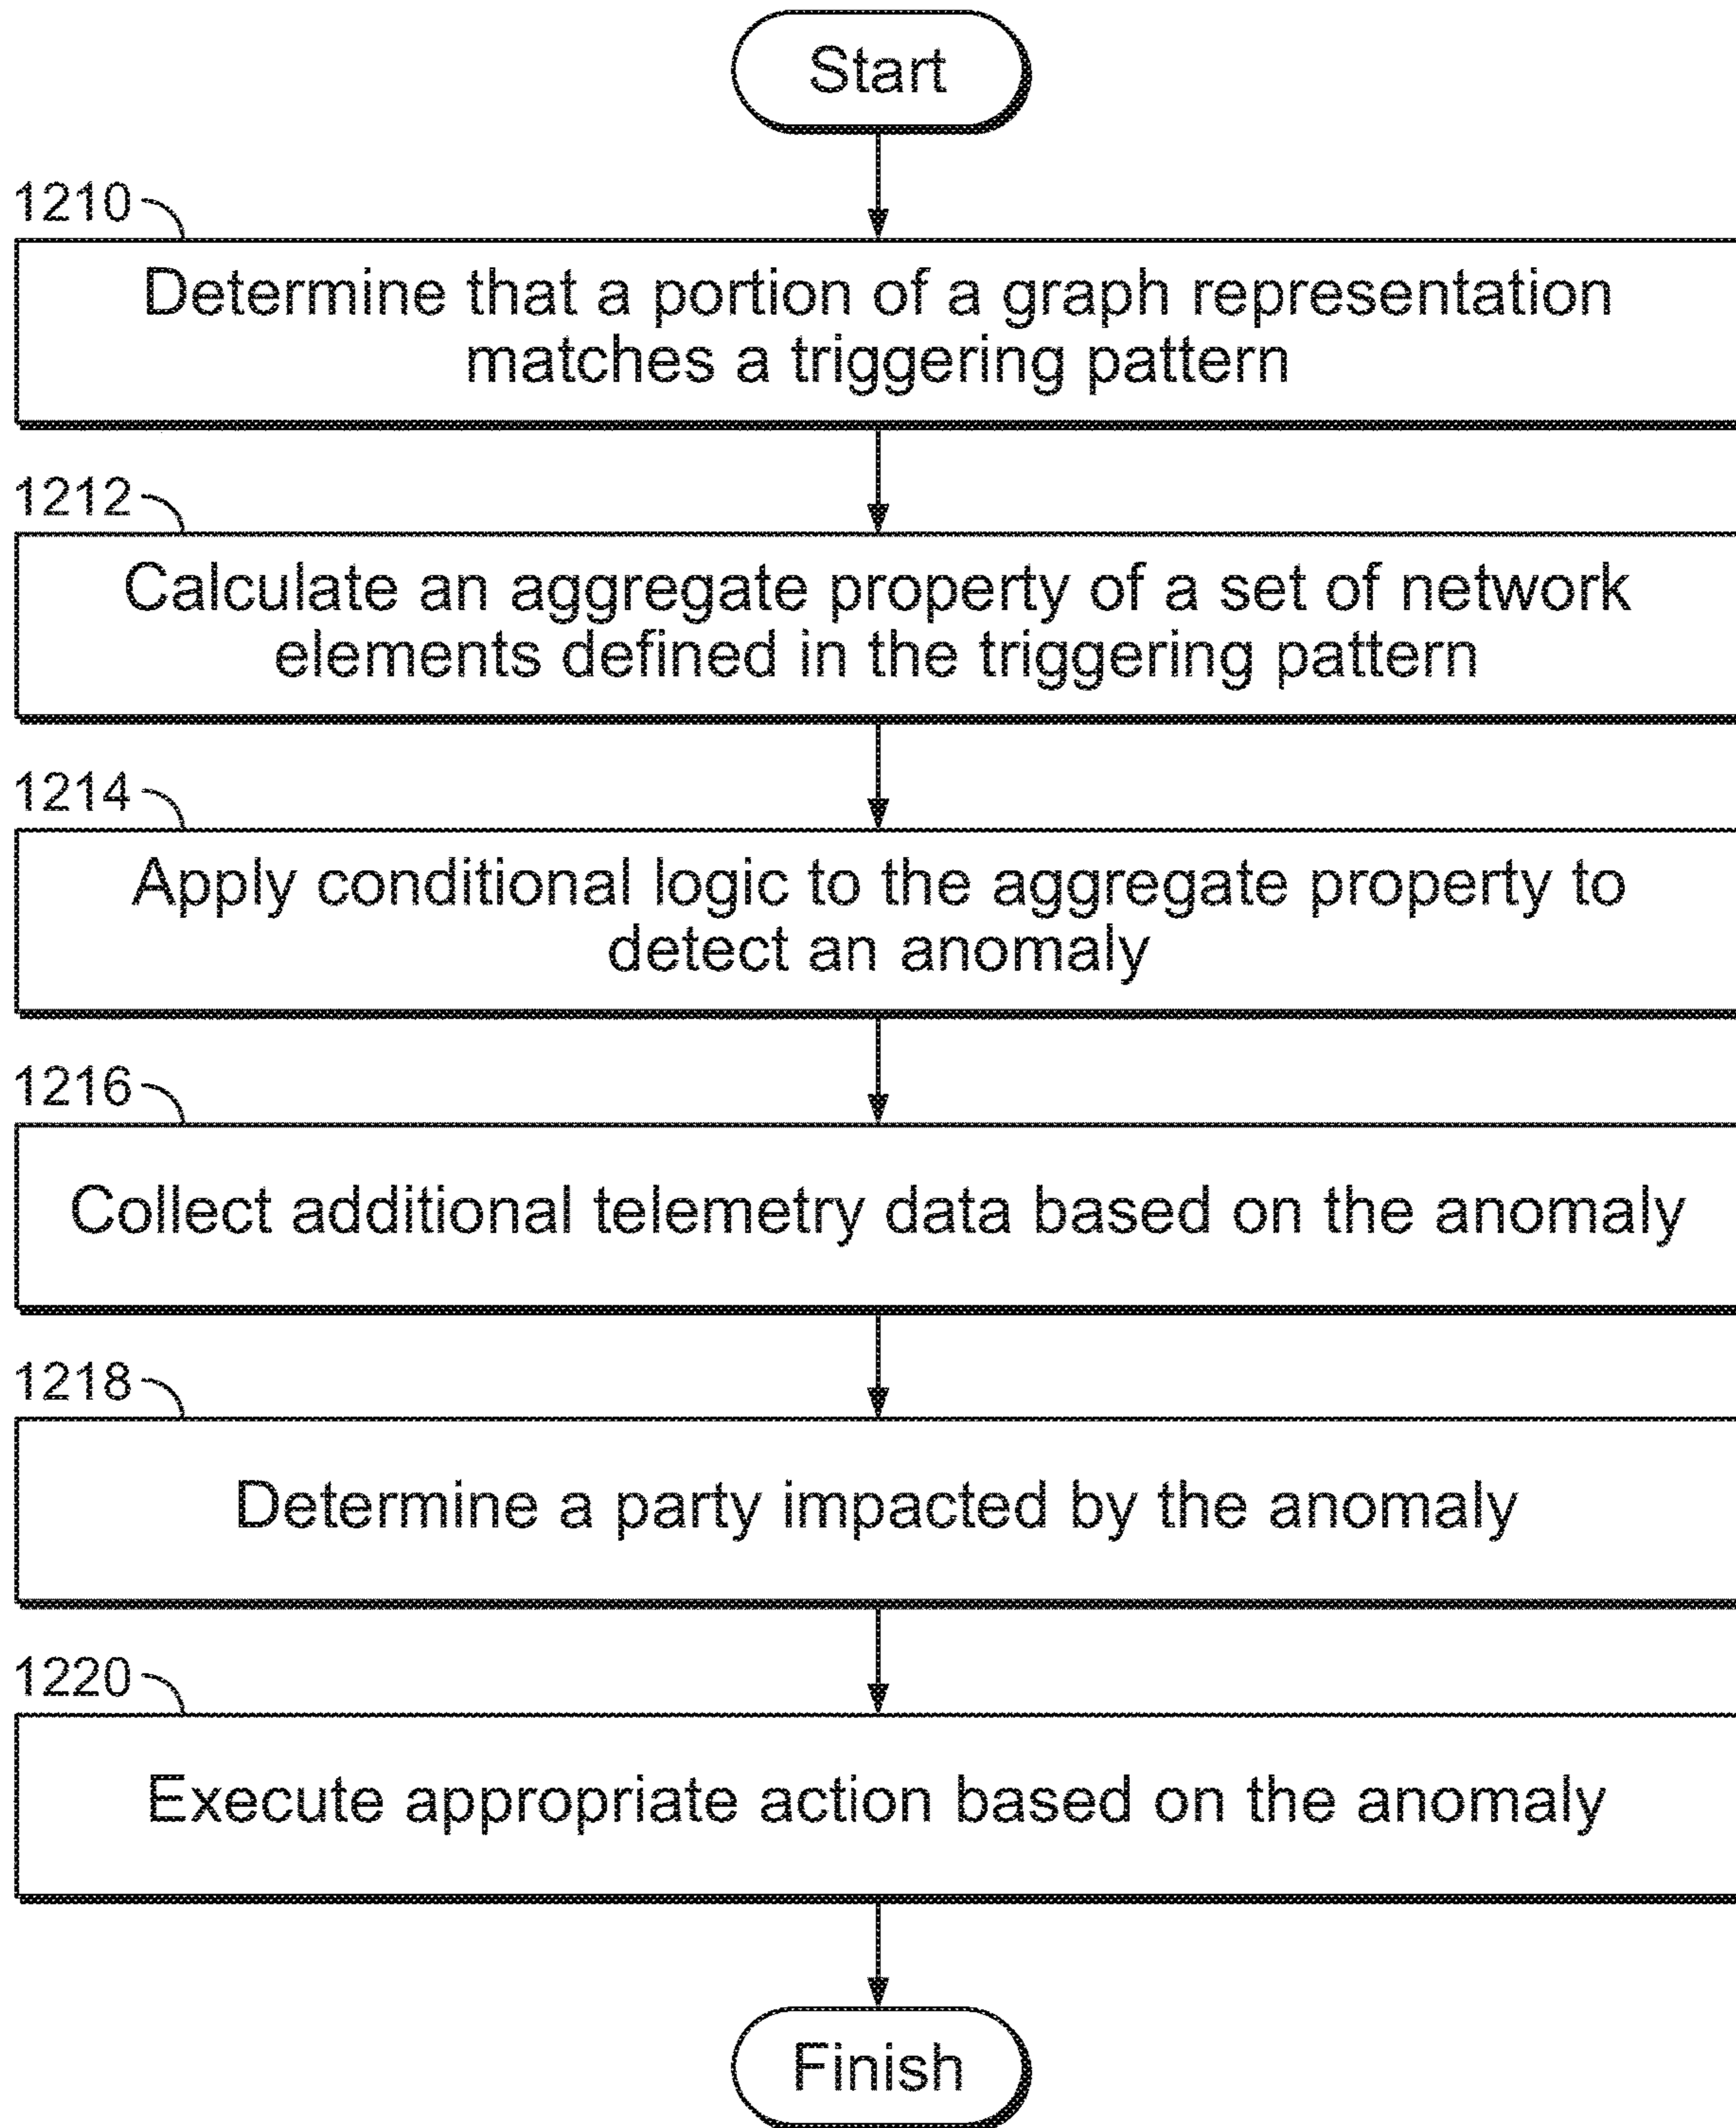 Start
1210
Determine that a portion of a graph representation
matches a triggering pattern
1212
Calculate an aggregate property of a set of network
elements defined in the triggering pattern
1214
Apply conditional logic to the aggregate property to
detect an anomaly
1216
Collect additional telemetry data based on the anomaly
1218
Determine a party impacted by the anomaly
1220
Execute appropriate action based on the anomaly
Finish